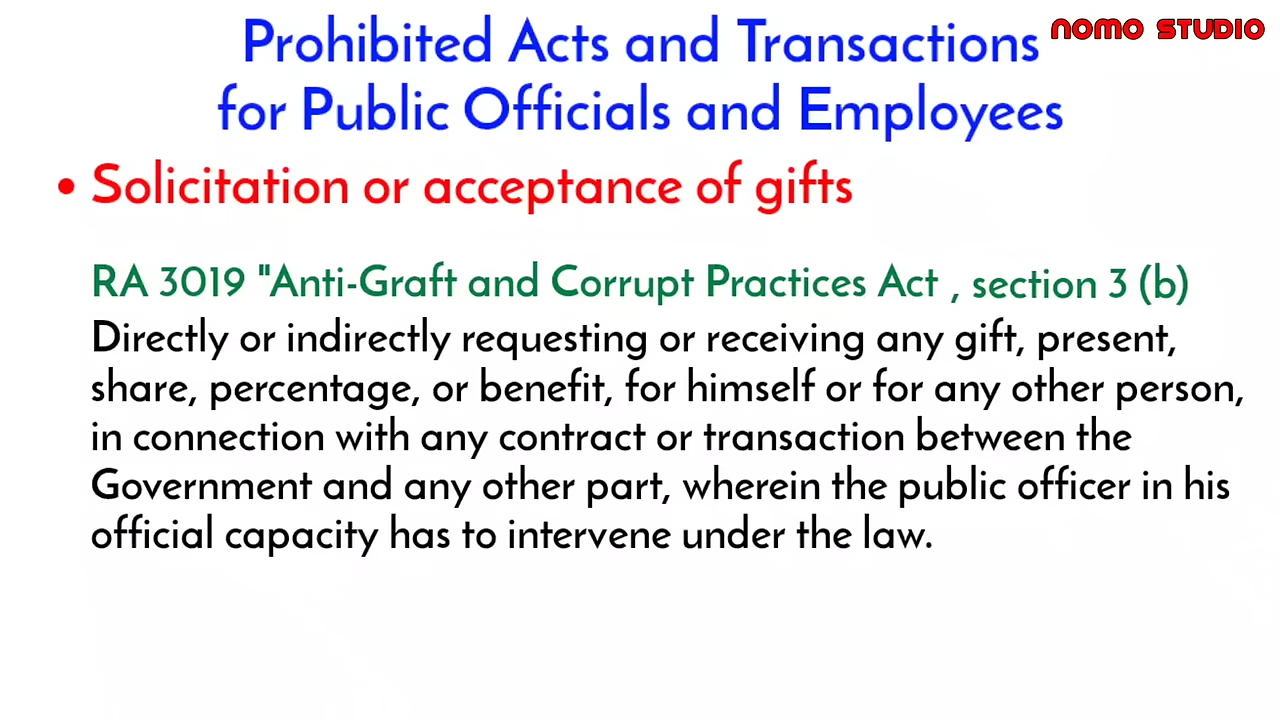 Prohibited Acts and Transactions
NOMO STUDIO
for Public Officials and Employees
• Solicitation or acceptance of gifts
RA 3019 "Anti-Graft and Corrupt Practices Act , section 3 (b)
Directly or indirectly requesting or receiving any gift, present,
share, percentage, or benefit, for himself or for any other person,
in connection with any contract or transaction between the
Government and any other part, wherein the public officer in his
official capacity has to intervene under the law.